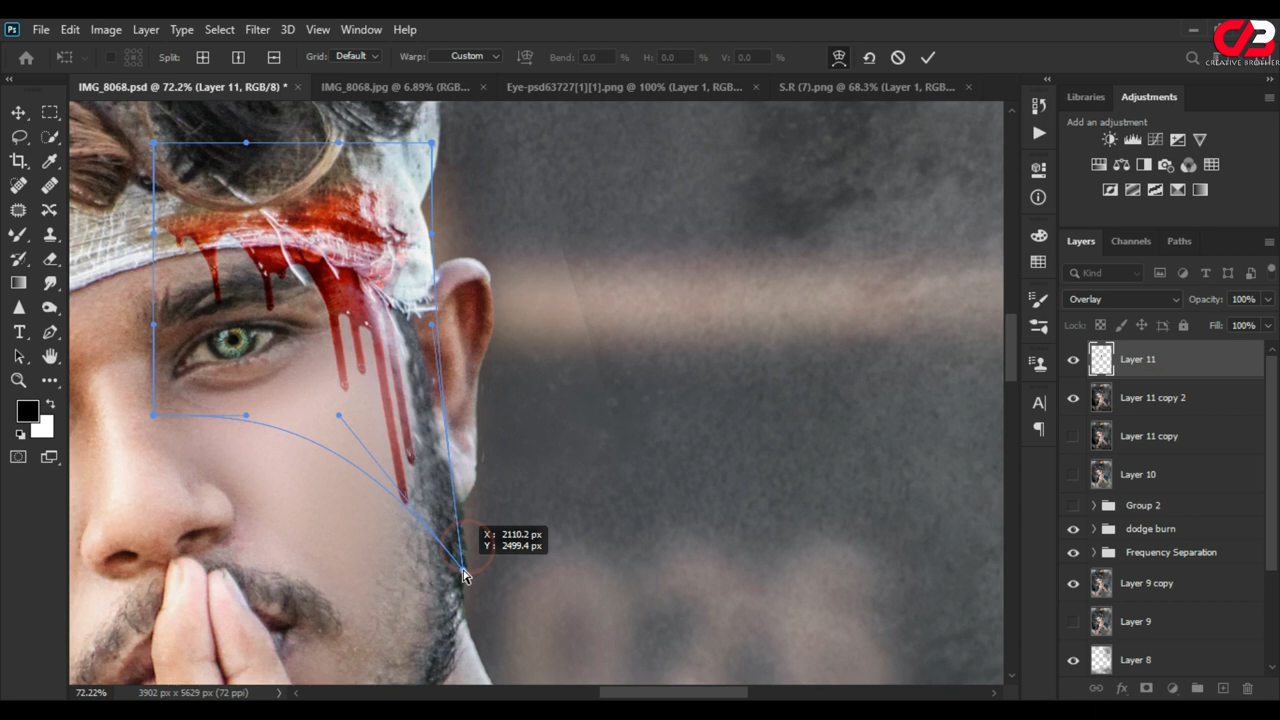 Ps File Edit Image Layer Type Select Filter 3D View Window Help
CREATIVE BROTHER
Split: Grid: Default Warp: Custom Bend: 0.0 % H: 0.0 % V: 0.0 %
IMG_8068.psd @ 72.2% (Layer 11, RGB/8) * × IMG_8068.jpg @ 6.89% (RGB... × Eye-psd63727[1][1].png @ 100% (Layer 1, RGB... × S.R (7).png @ 68.3% (Layer 1, RGB... ×
Libraries Adjustments
Add an adjustment
Layers Channels Paths
Kind
Overlay Opacity: 100%
Lock: Fill: 100%
Layer 11
Layer 11 copy 2
Layer 11 copy
Layer 10
Group 2
dodge burn
Frequency Separation
Layer 9 copy
Layer 9
Layer 8
X: 2110.2 px
Y: 2499.4 px
72.22% 3902 px x 5629 px (72 ppi)
fx